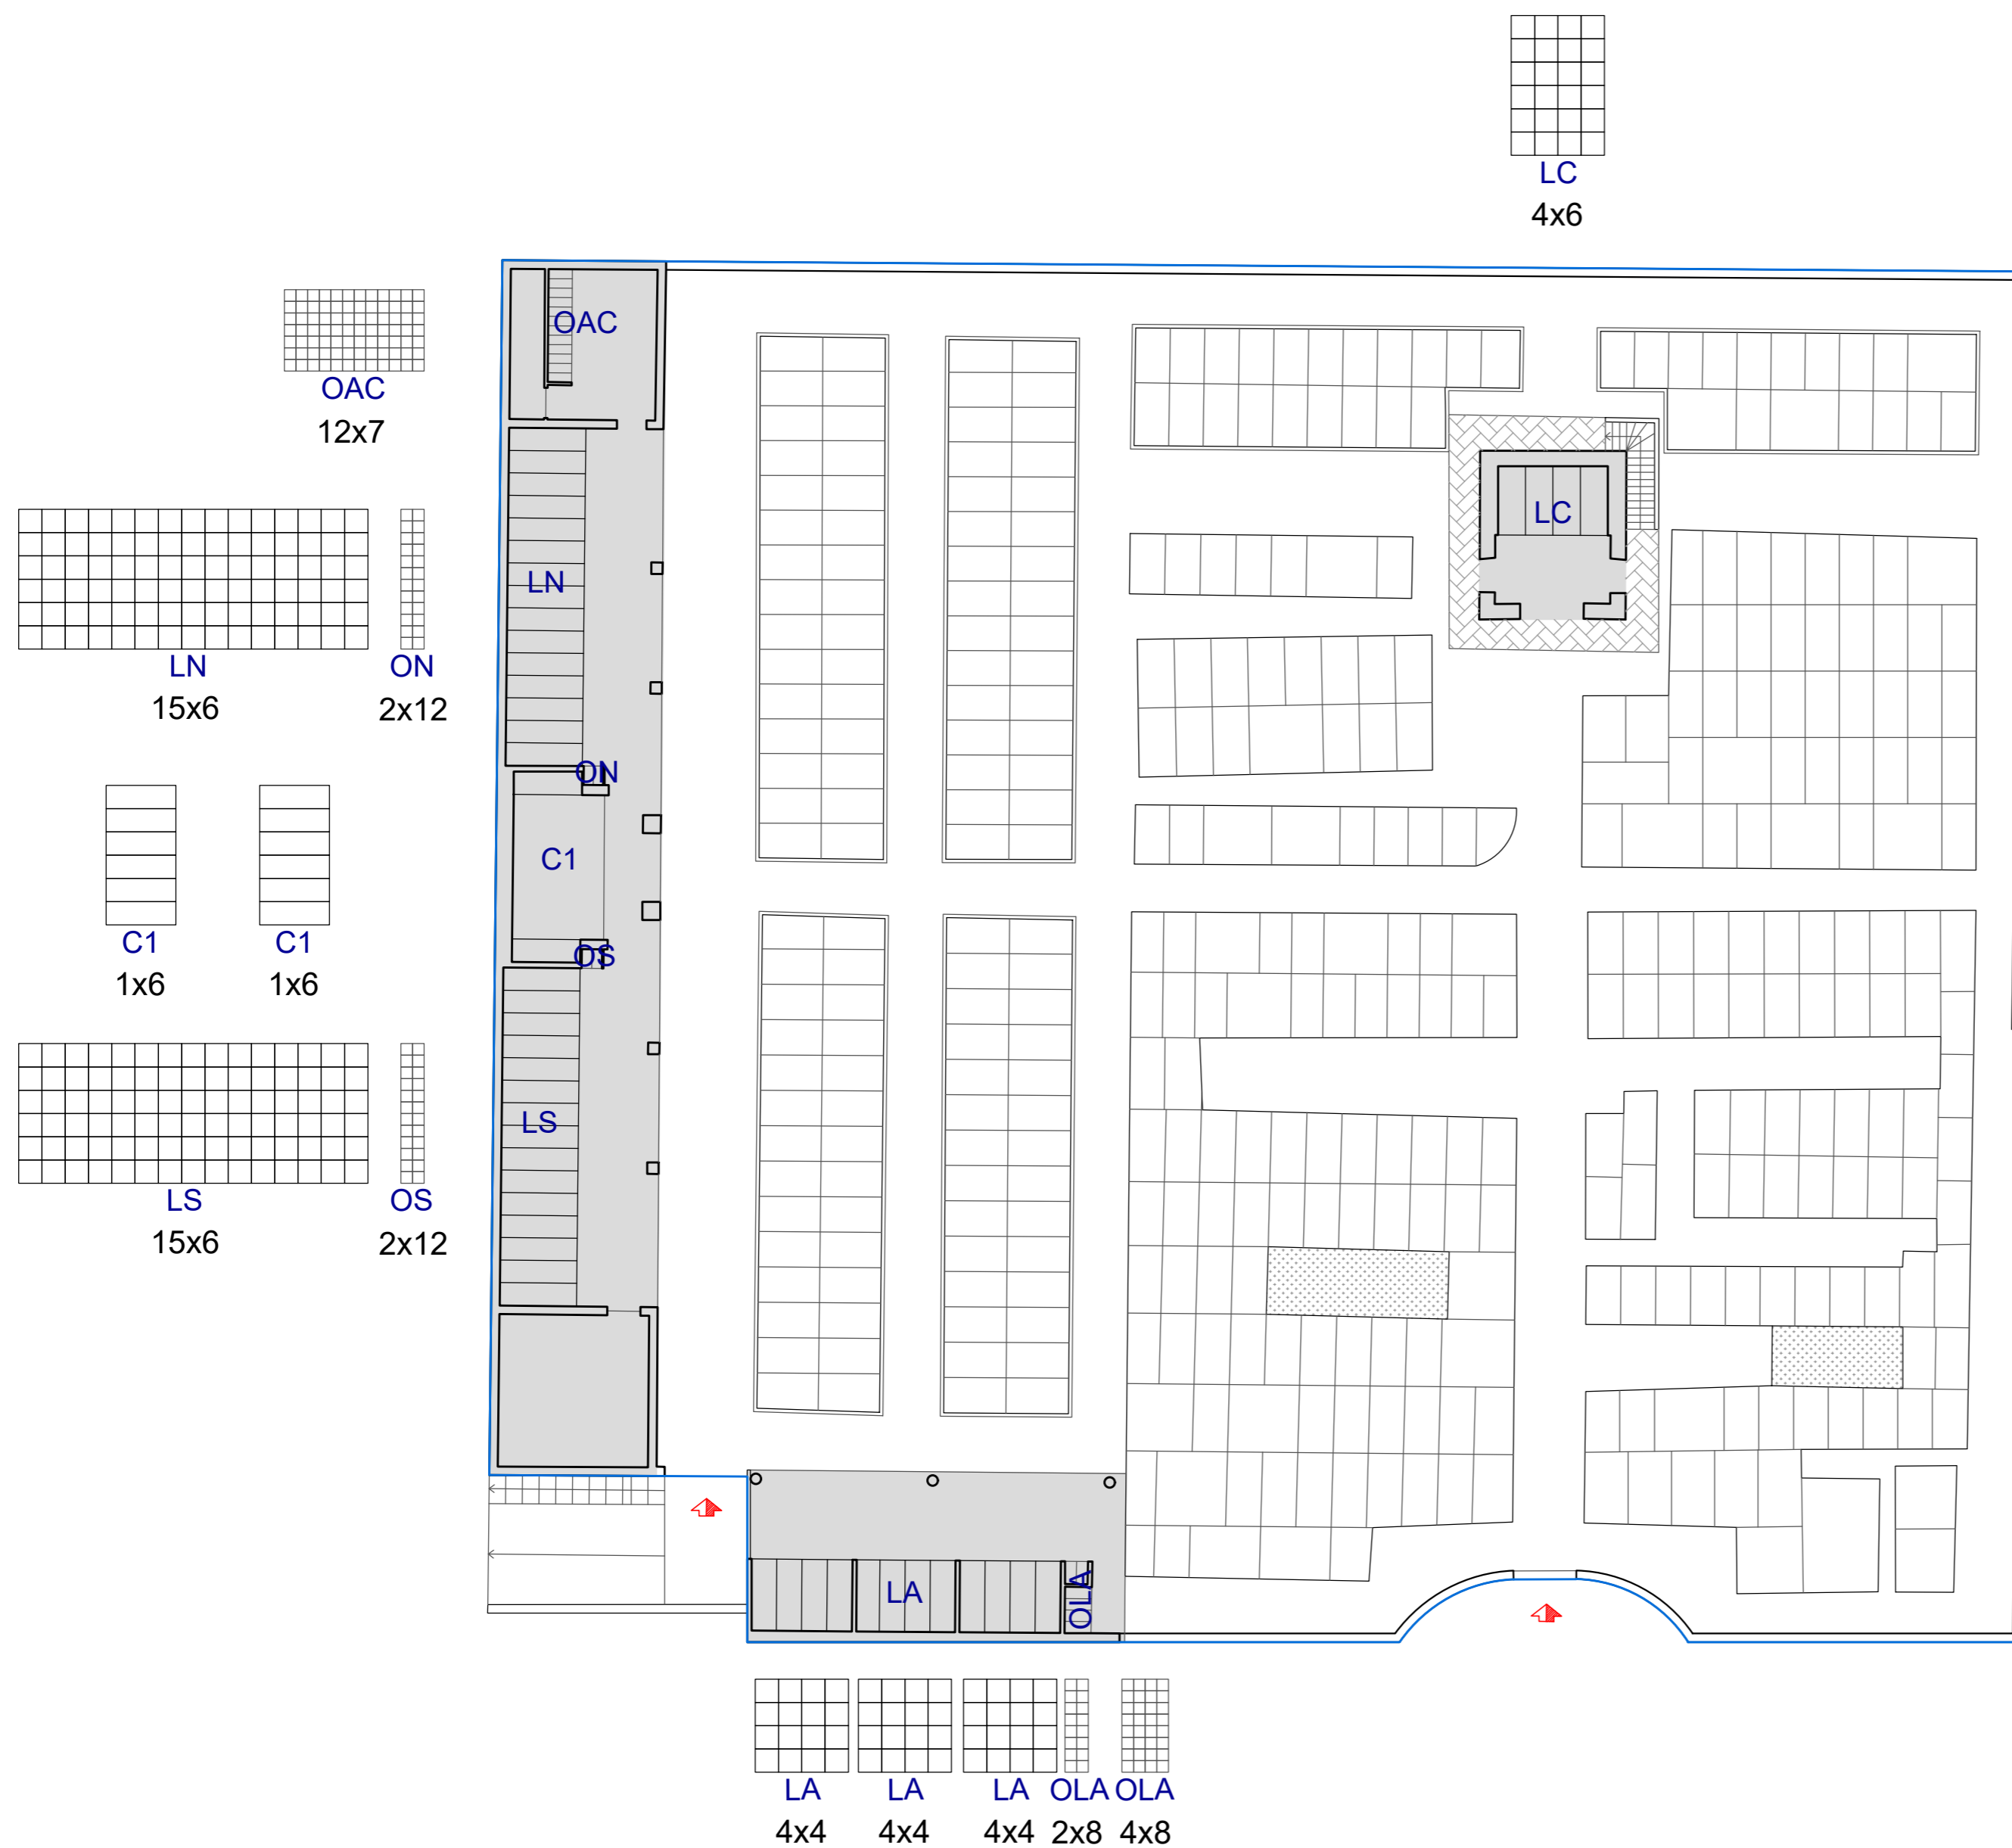 LC
4x6
OAC
OAC
12x7
LC
LN
LN
ON
15x6
2x12
ON
C1
C1
C1
1x6
1x6
OS
LS
LS
OS
15x6
2x12
LA
OLA
LA
LA
LA
OLA
OLA
4x4
4x4
4x4
2x8
4x8